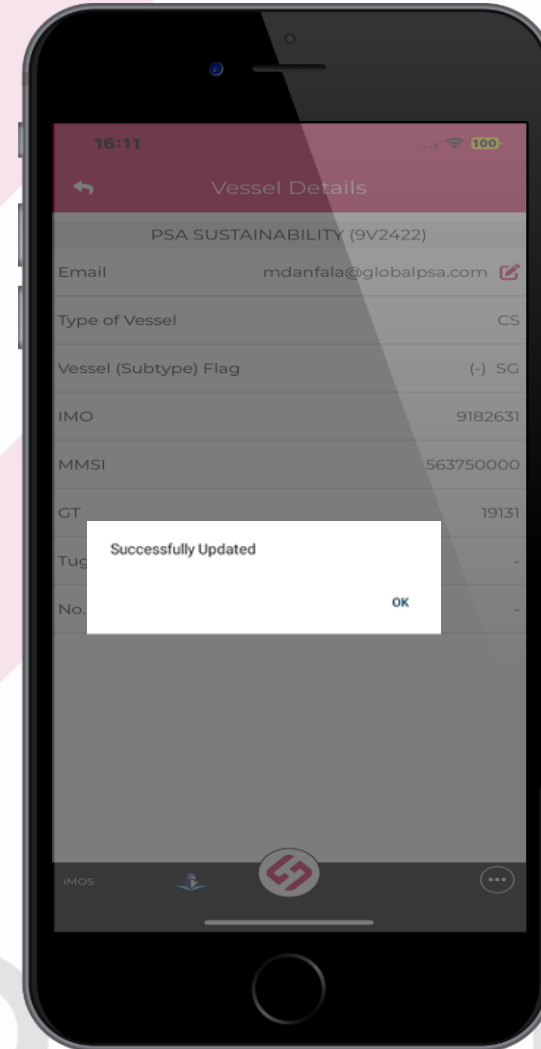 16:11 100
Vessel Details
PSA SUSTAINABILITY (9V2422)
Email mdanfala@globalpsa.com
Type of Vessel CS
Vessel (Subtype) Flag (-) SG
IMO 9182631
MMSI 563750000
GT 19131
Tug -
No. -
Successfully Updated
OK
iMOS